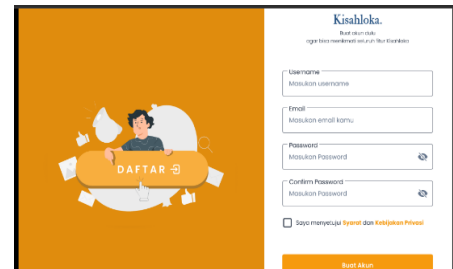 DAFTAR
Kisahloka.
Buat akun dulu
agar bisa menikmati seluruh fitur Kisahloka
Username
Masukan username
Email
Masukan email kamu
Password
Masukan Password
Confirm Password
Masukan Password
Saya menyetujui Syarat dan Kebijakan Privasi
Buat Akun